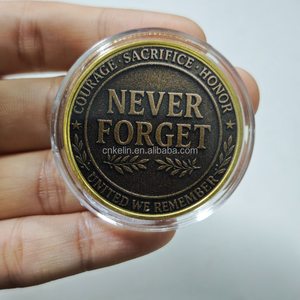 COURAGE · SACRIFICE · HONOR
NEVER
FORGET
cnkelin.en.alibaba.com
UNITED WE REMEMBER